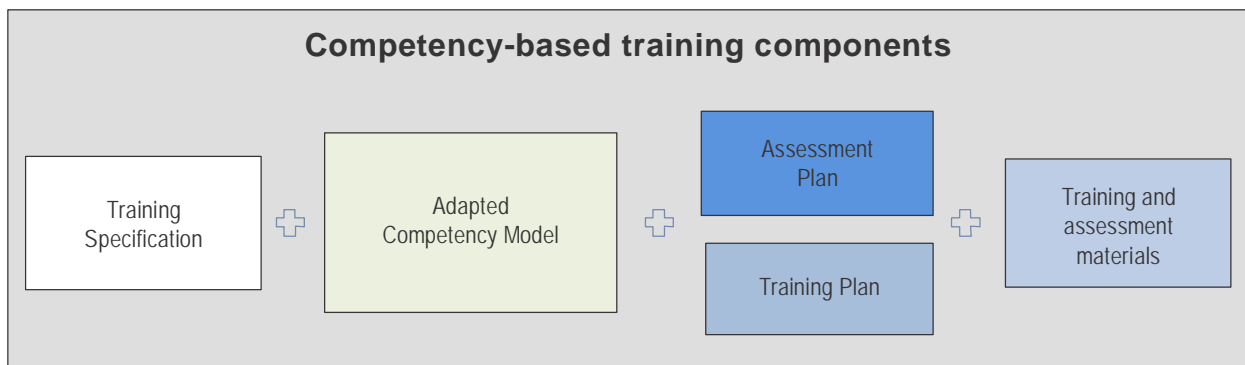 Competency-based training components
Training
Specification
Adapted
Competency Model
Assessment
Plan
Training Plan
Training and
assessment
materials